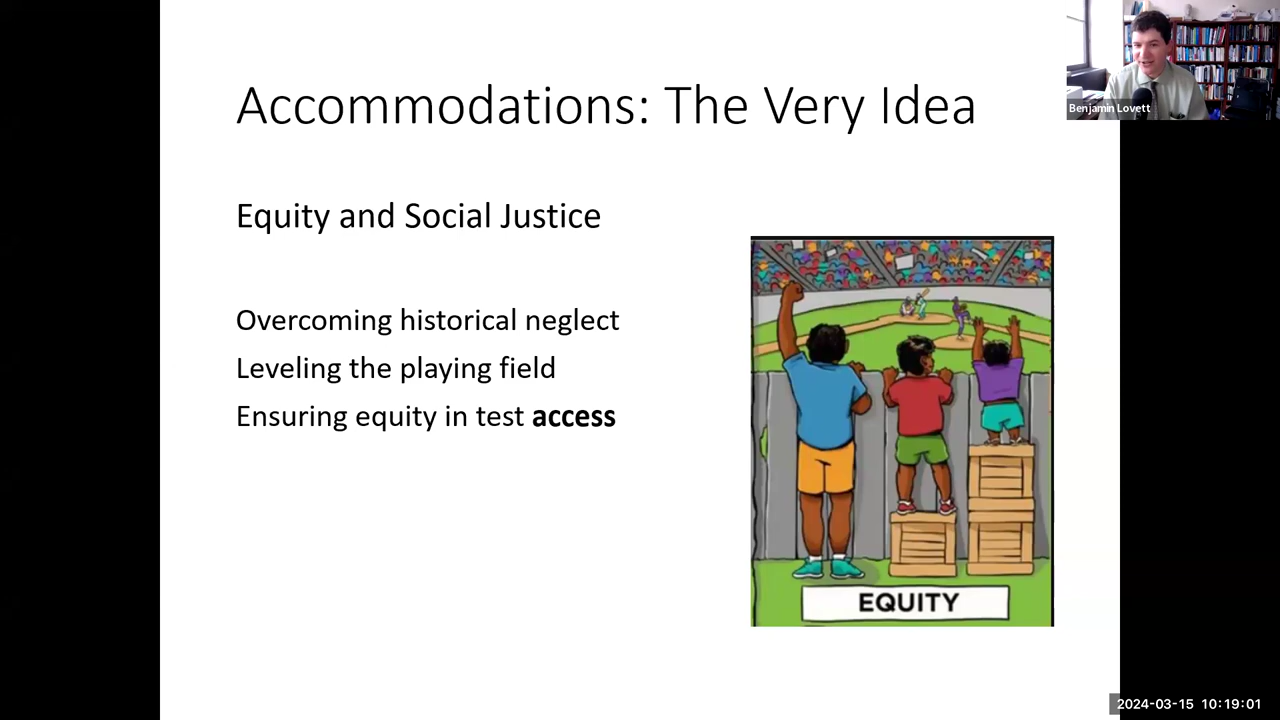 Accommodations: The Very Idea
Benjamin Lovett
Equity and Social Justice
Overcoming historical neglect
Leveling the playing field
Ensuring equity in test access
EQUITY
2024-03-15 10:19:01